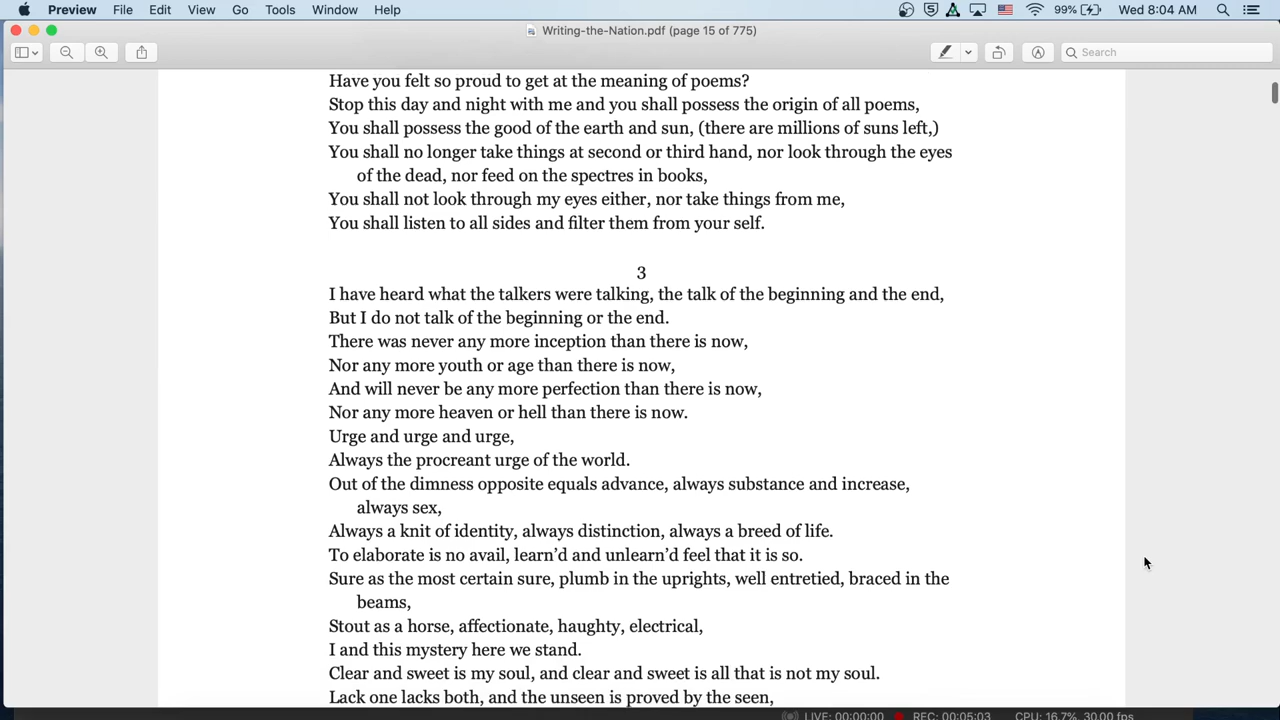 Preview File Edit View Go Tools Window Help 99% Wed 8:04 AM
Writing-the-Nation.pdf (page 15 of 775)
Search
Have you felt so proud to get at the meaning of poems?
Stop this day and night with me and you shall possess the origin of all poems,
You shall possess the good of the earth and sun, (there are millions of suns left,)
You shall no longer take things at second or third hand, nor look through the eyes
of the dead, nor feed on the spectres in books,
You shall not look through my eyes either, nor take things from me,
You shall listen to all sides and filter them from your self.
3
I have heard what the talkers were talking, the talk of the beginning and the end,
But I do not talk of the beginning or the end.
There was never any more inception than there is now,
Nor any more youth or age than there is now,
And will never be any more perfection than there is now,
Nor any more heaven or hell than there is now.
Urge and urge and urge,
Always the procreant urge of the world.
Out of the dimness opposite equals advance, always substance and increase,
always sex,
Always a knit of identity, always distinction, always a breed of life.
To elaborate is no avail, learn’d and unlearn’d feel that it is so.
Sure as the most certain sure, plumb in the uprights, well entretied, braced in the
beams,
Stout as a horse, affectionate, haughty, electrical,
I and this mystery here we stand.
Clear and sweet is my soul, and clear and sweet is all that is not my soul.
Lack one lacks both, and the unseen is proved by the seen,
LIVE: 00:00:00 REC: 00:05:03 CPU: 16.7%, 30.00 fps